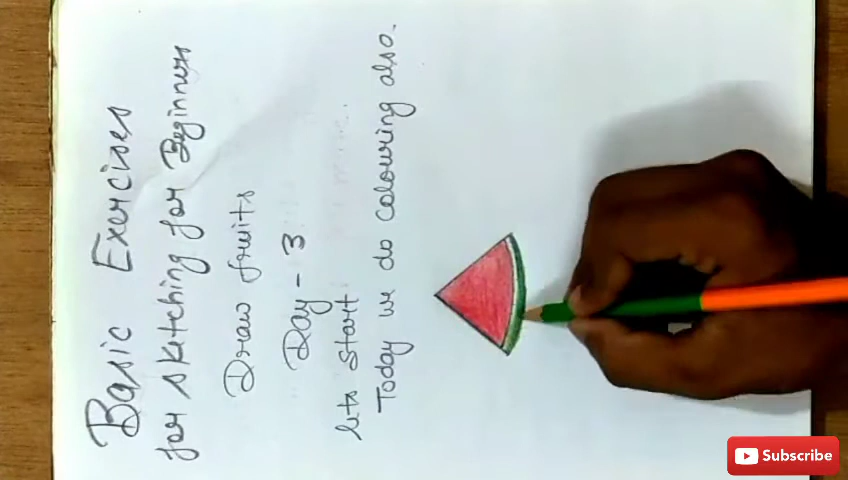 Basic Exercises
for sketching for Beginners
Draw fruits
Day - 3
lets start
Today we do colouring also.
Subscribe